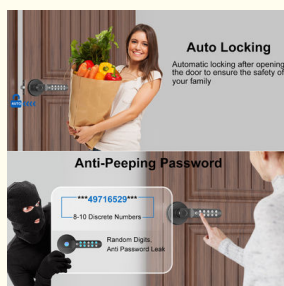 Auto Locking
Automatic locking after opening
the door to ensure the safety of
your family
AUTO
Anti-Peeping Password
***49716529***
8-10 Discrete Numbers
Random Digits,
Anti Password Leak